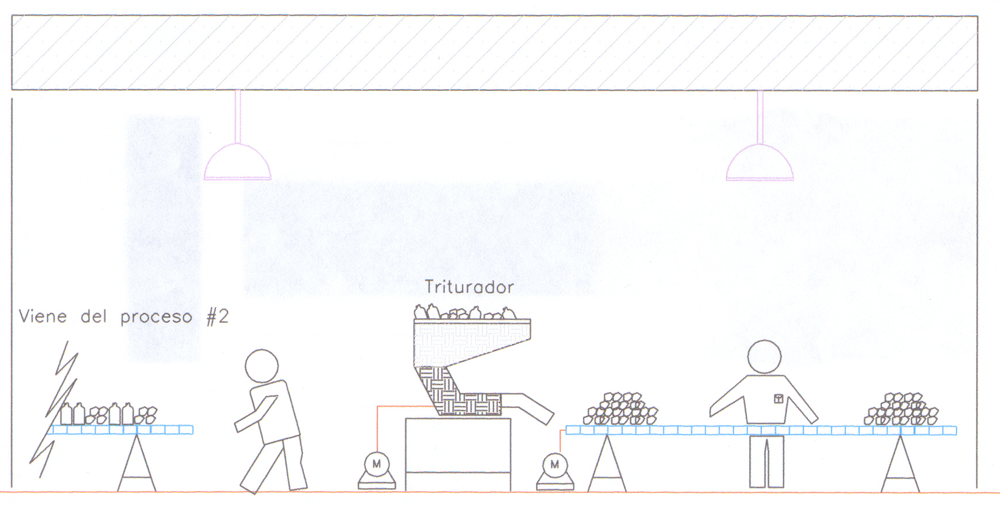 Triturador
Viene del proceso #2
M
M